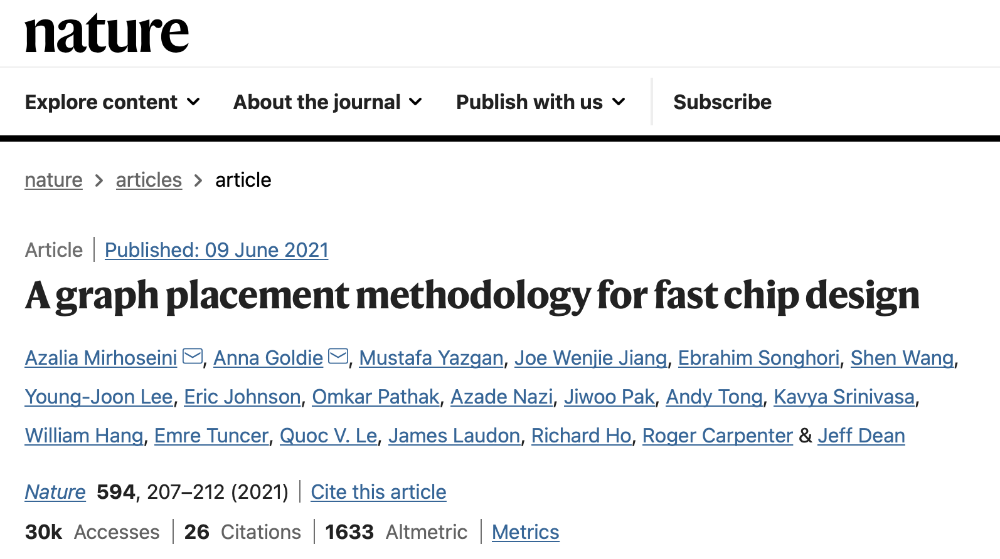 nature
Explore content About the journal Publish with us Subscribe
nature > articles > article
Article | Published: 09 June 2021
A graph placement methodology for fast chip design
Azalia Mirhoseini, Anna Goldie, Mustafa Yazgan, Joe Wenjie Jiang, Ebrahim Songhori, Shen Wang,
Young-Joon Lee, Eric Johnson, Omkar Pathak, Azade Nazi, Jiwoo Pak, Andy Tong, Kavya Srinivasa,
William Hang, Emre Tuncer, Quoc V. Le, James Laudon, Richard Ho, Roger Carpenter & Jeff Dean
Nature 594, 207–212 (2021) | Cite this article
30k Accesses | 26 Citations | 1633 Altmetric | Metrics